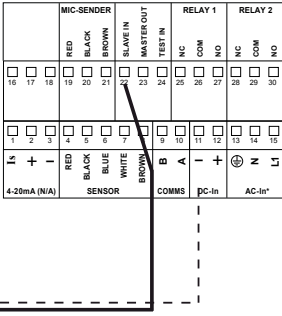 MIC-SENDER RELAY 1 RELAY 2
RED BLACK BROWN SLAVE IN MASTER OUT TEST IN NC COM NO NC COM NO
16 17 18 19 20 21 22 23 24 25 26 27 28 29 30
1 2 3 4 5 6 7 8 9 10 11 12 13 14 15
Is + − RED BLACK BLUE WHITE BROWN B A − + N L1
4-20mA (N/A) SENSOR COMMS DC-In AC-In*